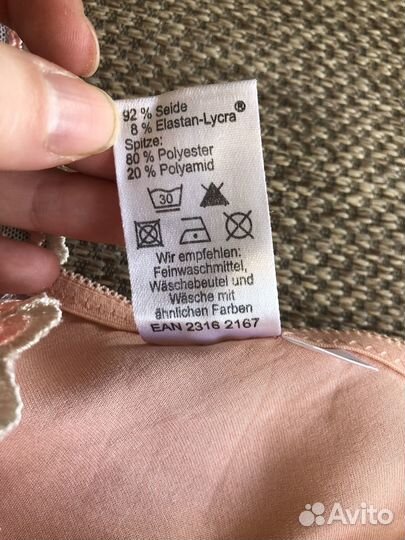 92 % Seide
8 % Elastan-Lycra®
Spitze:
80 % Polyester
20 % Polyamid
30
Wir empfehlen:
Feinwaschmittel,
Wäschebeutel und
Wäsche mit
ähnlichen Farben
EAN 2316 2167
Avito